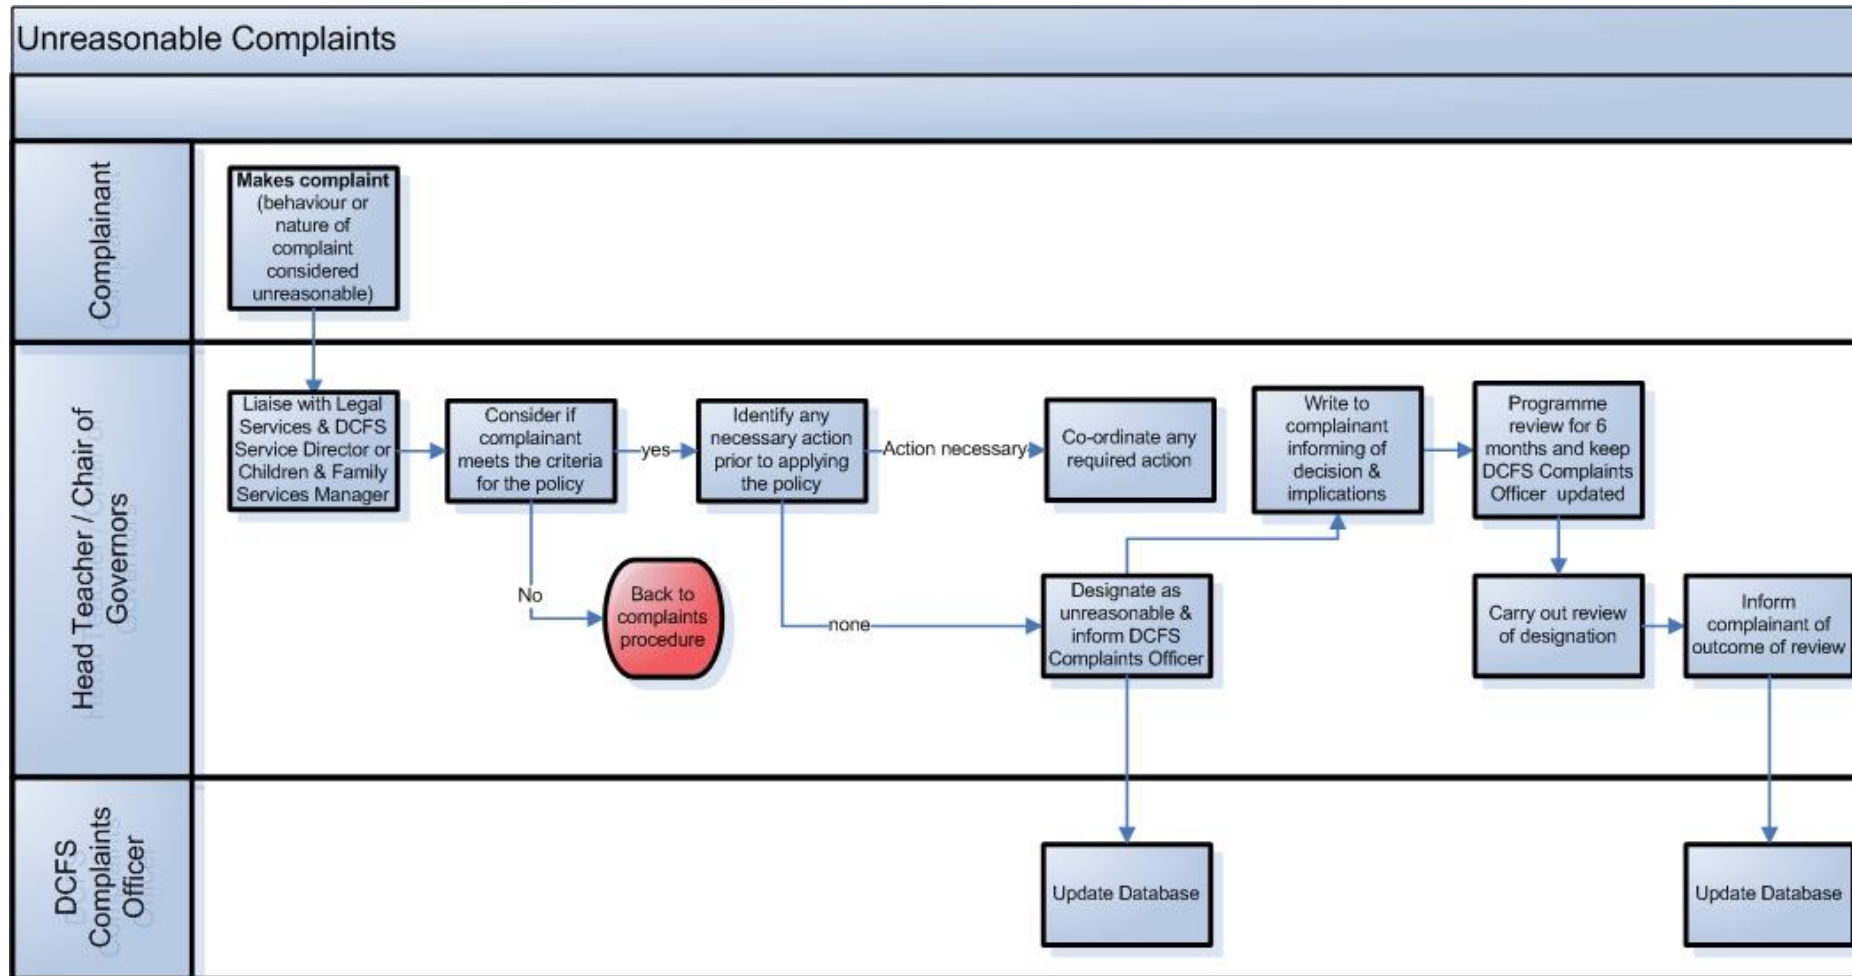 Unreasonable Complaints
Complainant
Makes complaint
(behaviour or
nature of
complaint
considered
unreasonable)
Head Teacher / Chair of
Governors
Liaise with Legal
Services & DCFS
Service Director or
Children & Family
Services Manager
Consider if
complainant
meets the criteria
for the policy
yes
Identify any
necessary action
prior to applying
the policy
Action necessary
Co-ordinate any
required action
Write to
complainant
informing of
decision &
implications
Programme
review for 6
months and keep
DCFS Complaints
Officer updated
No
Back to
complaints
procedure
none
Designate as
unreasonable &
inform DCFS
Complaints Officer
Carry out review
of designation
Inform
complainant of
outcome of review
DCFS
Complaints
Officer
Update Database
Update Database